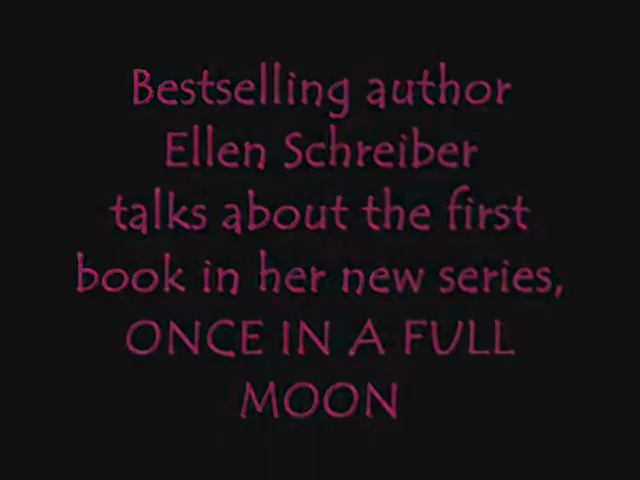 Bestselling author
Ellen Schreiber
talks about the first
book in her new series,
ONCE IN A FULL
MOON